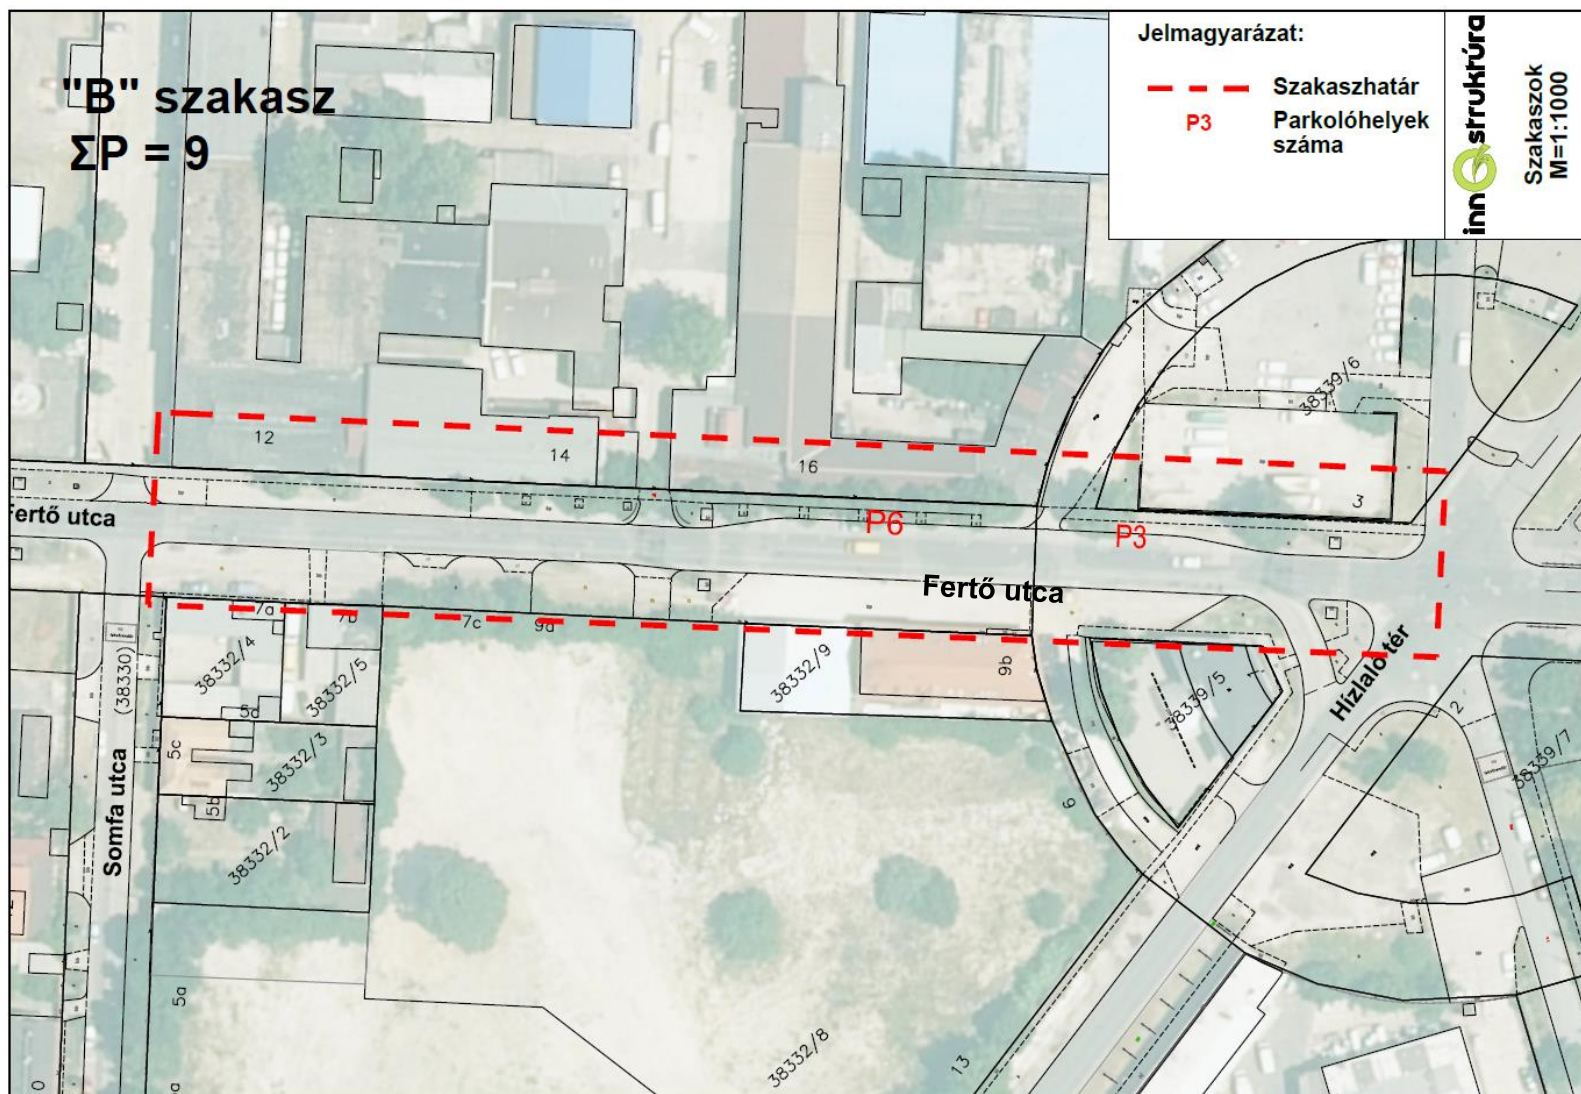 "B" szakasz
ΣP = 9
Jelmagyarázat:
Szakaszhatár
P3
Parkolóhelyek
száma
innostruktúra
Szakaszok
M=1:1000
38339/6
12
14
16
3
Fertő utca
P6
P3
Fertő utca
7a
7b
7c
9a
38332/4
38332/5
38332/9
9b
38339/5
Hízlaló tér
(38330)
5d
5c
38332/3
5b
38332/2
Somfa utca
2
38339/7
9
5a
38332/8
13
0